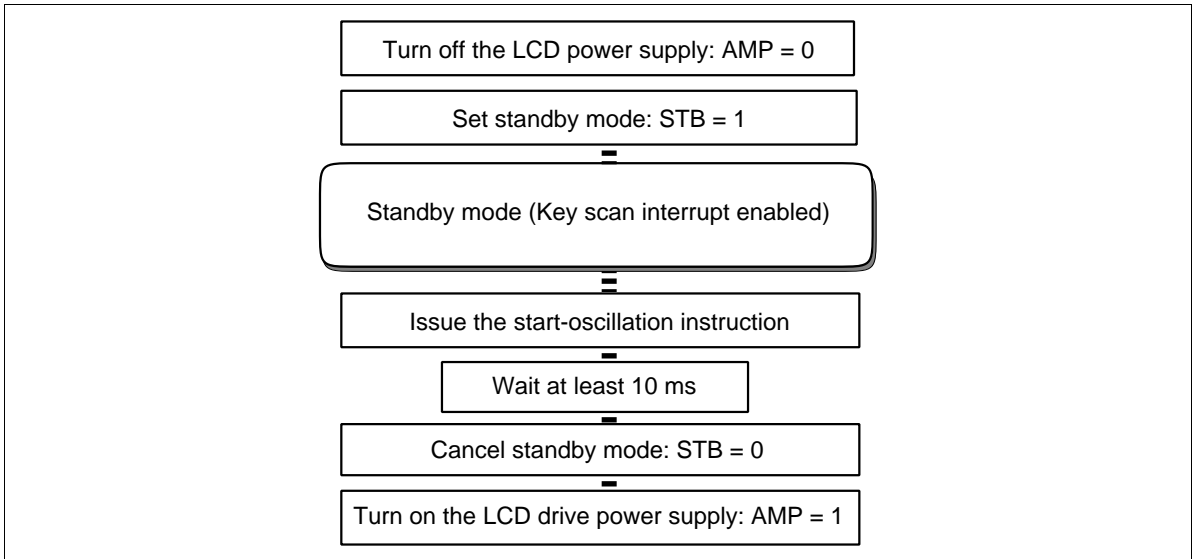 Turn off the LCD power supply: AMP = 0
Set standby mode: STB = 1
Standby mode (Key scan interrupt enabled)
Issue the start-oscillation instruction
Wait at least 10 ms
Cancel standby mode: STB = 0
Turn on the LCD drive power supply: AMP = 1